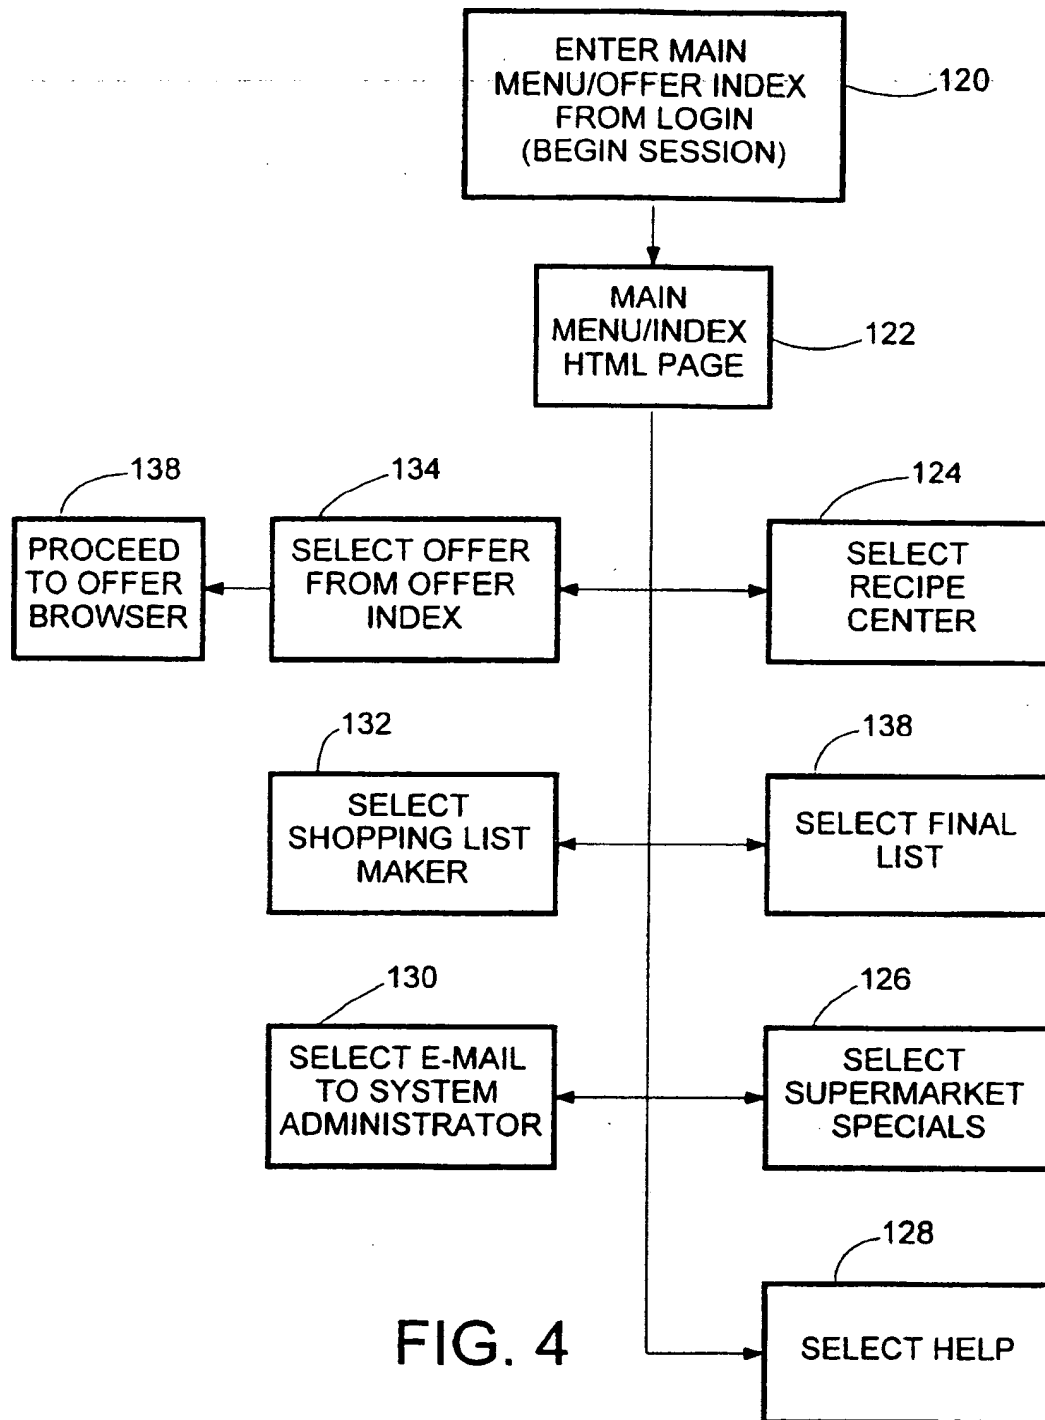 ENTER MAIN
MENU/OFFER INDEX
FROM LOGIN
(BEGIN SESSION)
120
MAIN
MENU/INDEX
HTML PAGE
122
138
PROCEED
TO OFFER
BROWSER
134
SELECT OFFER
FROM OFFER
INDEX
124
SELECT
RECIPE
CENTER
132
SELECT
SHOPPING LIST
MAKER
138
SELECT FINAL
LIST
130
SELECT E-MAIL
TO SYSTEM
ADMINISTRATOR
126
SELECT
SUPERMARKET
SPECIALS
128
SELECT HELP
FIG. 4